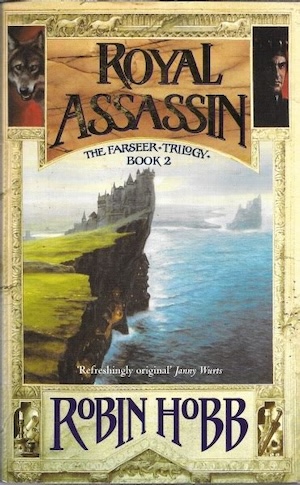 ROYAL
ASSASSIN
THE FARSEER • TRILOGY •
BOOK 2
'Refreshingly original' Janny Wurts
ROBIN HOBB